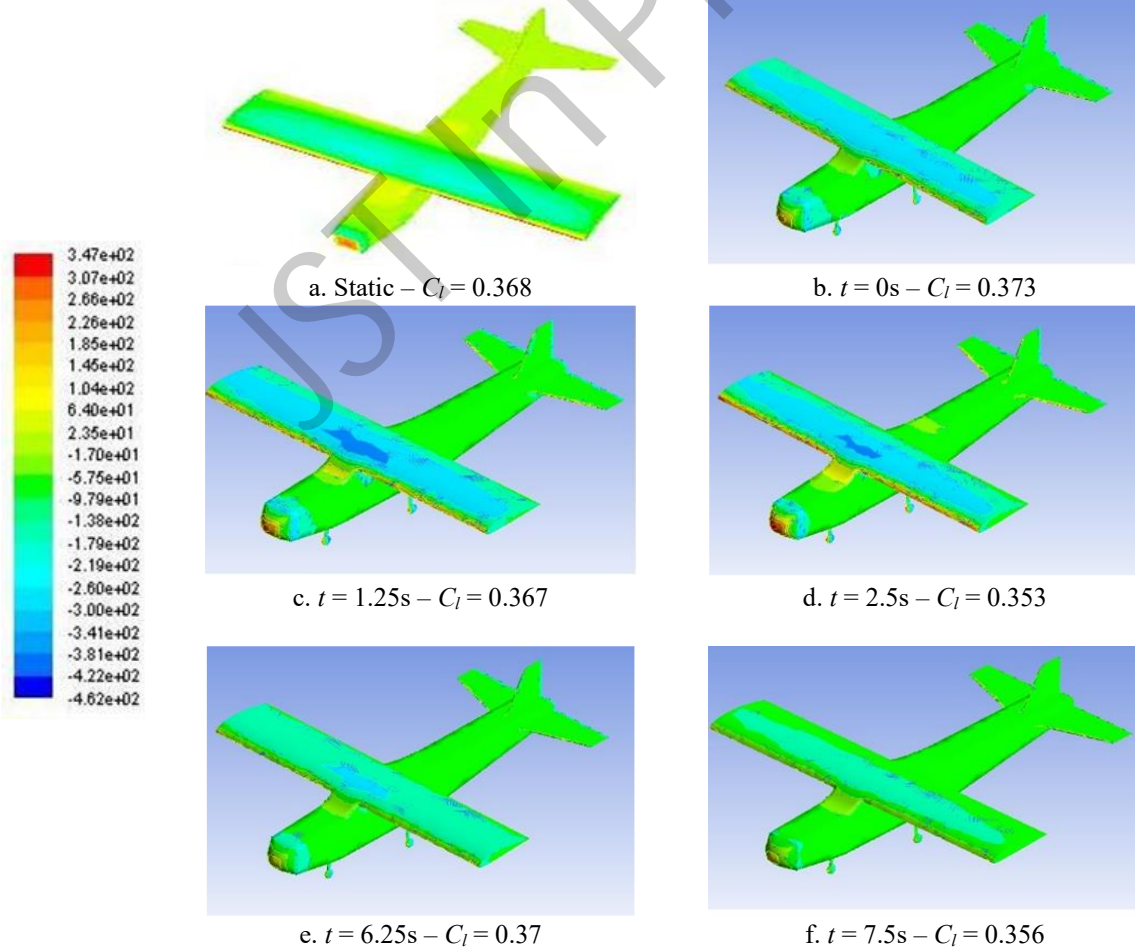 JST In Pr
3.47e+02
3.07e+02
2.66e+02
2.26e+02
1.85e+02
1.45e+02
1.04e+02
6.40e+01
2.35e+01
-1.70e+01
-5.75e+01
-9.79e+01
-1.38e+02
-1.79e+02
-2.19e+02
-2.60e+02
-3.00e+02
-3.41e+02
-3.81e+02
-4.22e+02
-4.62e+02
a. Static – Cl = 0.368
b. t = 0s – Cl = 0.373
c. t = 1.25s – Cl = 0.367
d. t = 2.5s – Cl = 0.353
e. t = 6.25s – Cl = 0.37
f. t = 7.5s – Cl = 0.356